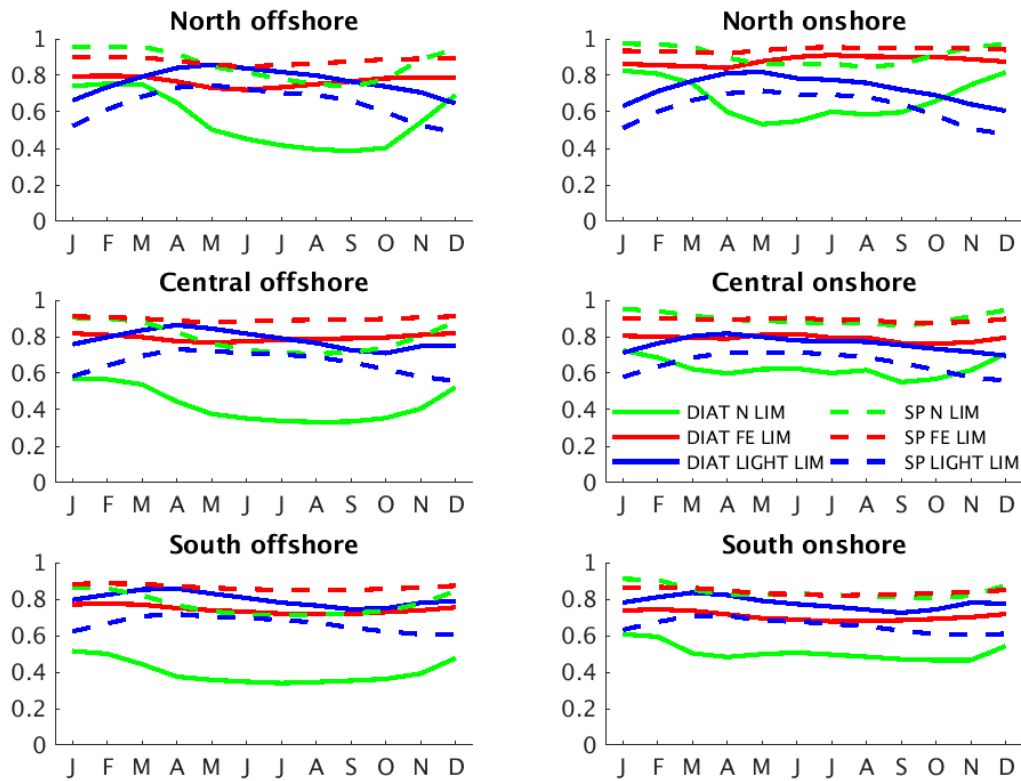 North offshore
1
0.8
0.6
0.4
0.2
0
J F M A M J J A S O N D
North onshore
1
0.8
0.6
0.4
0.2
0
J F M A M J J A S O N D
Central offshore
1
0.8
0.6
0.4
0.2
0
J F M A M J J A S O N D
Central onshore
1
0.8
0.6
0.4
0.2
0
DIAT N LIM
DIAT FE LIM
DIAT LIGHT LIM
SP N LIM
SP FE LIM
SP LIGHT LIM
J F M A M J J A S O N D
South offshore
1
0.8
0.6
0.4
0.2
0
J F M A M J J A S O N D
South onshore
1
0.8
0.6
0.4
0.2
0
J F M A M J J A S O N D